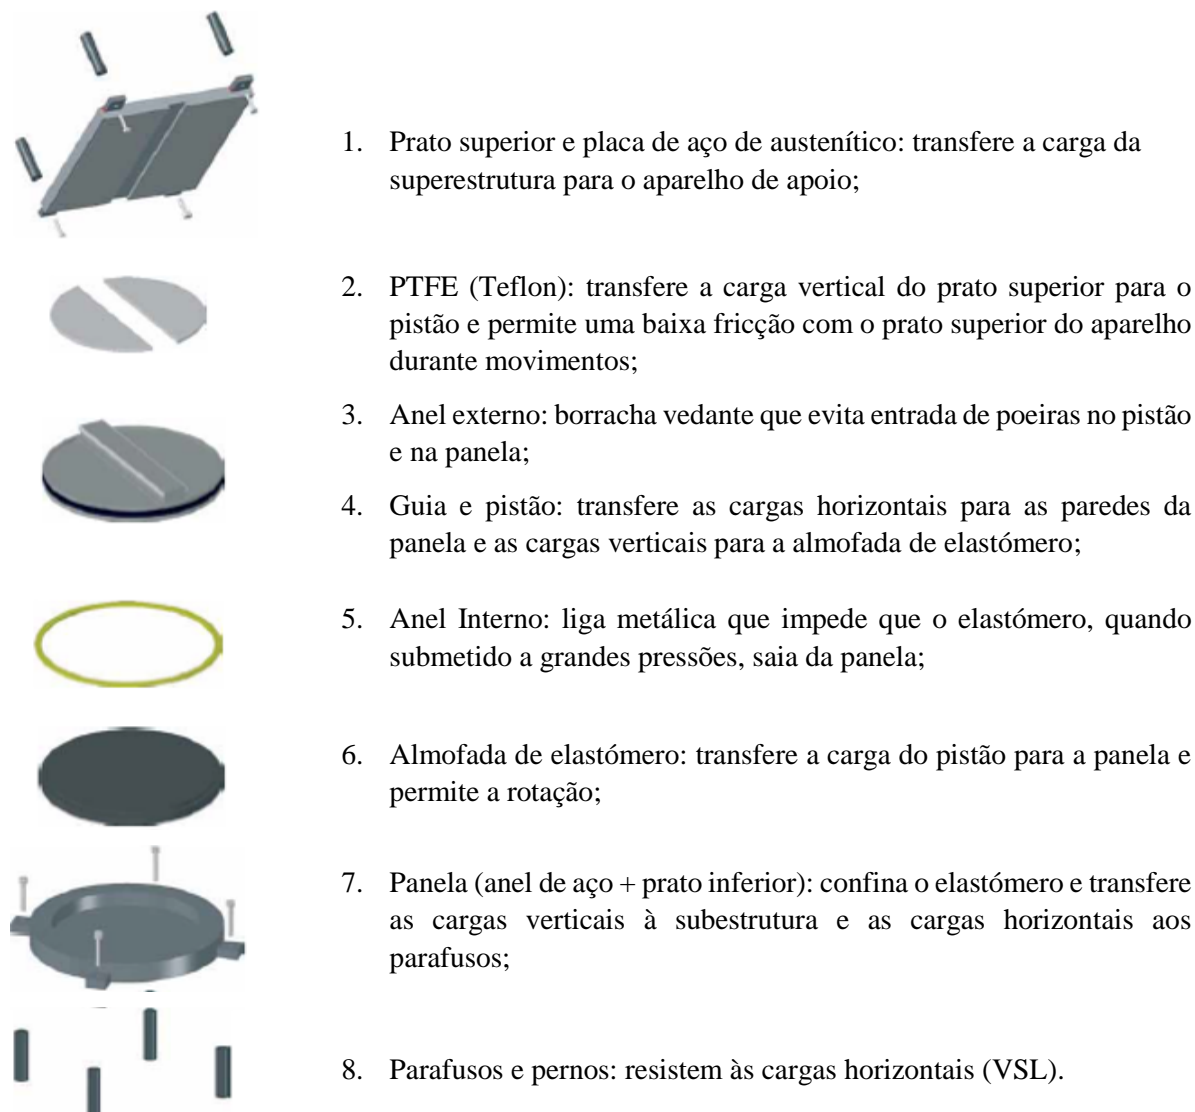 1. Prato superior e placa de aço de austenítico: transfere a carga da
superestrutura para o aparelho de apoio;
2. PTFE (Teflon): transfere a carga vertical do prato superior para o
pistão e permite uma baixa fricção com o prato superior do aparelho
durante movimentos;
3. Anel externo: borracha vedante que evita entrada de poeiras no pistão
e na panela;
4. Guia e pistão: transfere as cargas horizontais para as paredes da
panela e as cargas verticais para a almofada de elastómero;
5. Anel Interno: liga metálica que impede que o elastómero, quando
submetido a grandes pressões, saia da panela;
6. Almofada de elastómero: transfere a carga do pistão para a panela e
permite a rotação;
7. Panela (anel de aço + prato inferior): confina o elastómero e transfere
as cargas verticais à subestrutura e as cargas horizontais aos
parafusos;
8. Parafusos e pernos: resistem às cargas horizontais (VSL).